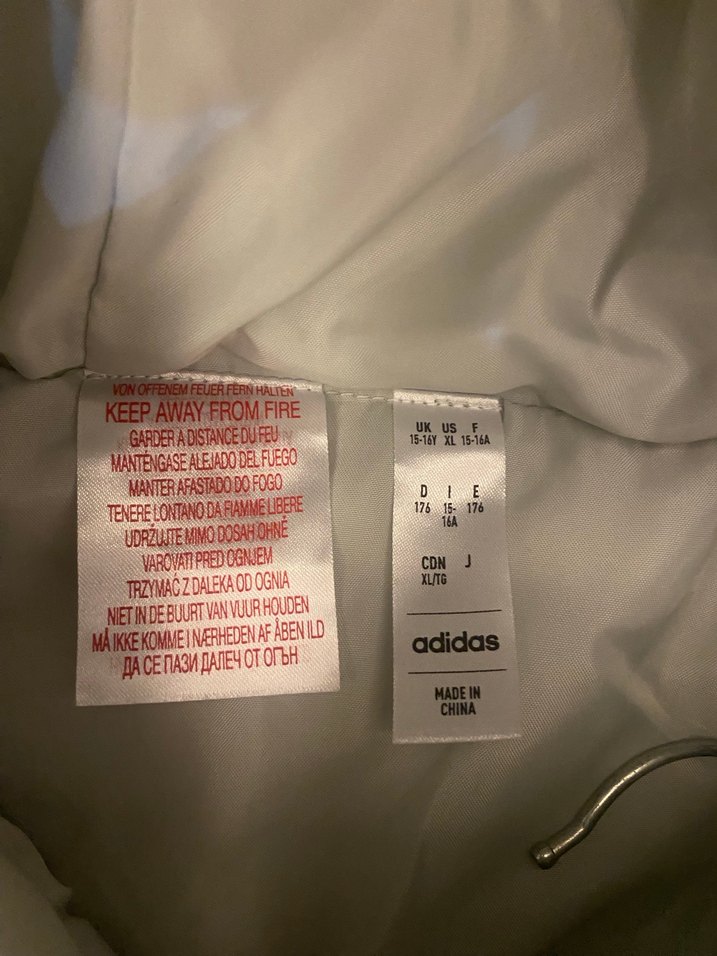 VON OFFENEM FEUER FERN HALTEN
KEEP AWAY FROM FIRE
GARDER À DISTANCE DU FEU
MANTÉNGASE ALEJADO DEL FUEGO
MANTER AFASTADO DO FOGO
TENERE LONTANO DA FIAMME LIBERE
UDRŽUJTE MIMO DOSAH OHNĚ
VAROVATI PRED OGNJEM
TRZYMAĆ Z DALEKA OD OGNIA
NIET IN DE BUURT VAN VUUR HOUDEN
MÅ IKKE KOMME I NÆRHEDEN AF ÅBEN ILD
ДА СЕ ПАЗИ ДАЛЕЧ ОТ ОГЪН
UK US F
15-16Y XL 15-16A
D I E
176 15-16A 176
CDN J
XL/TG
adidas
MADE IN
CHINA